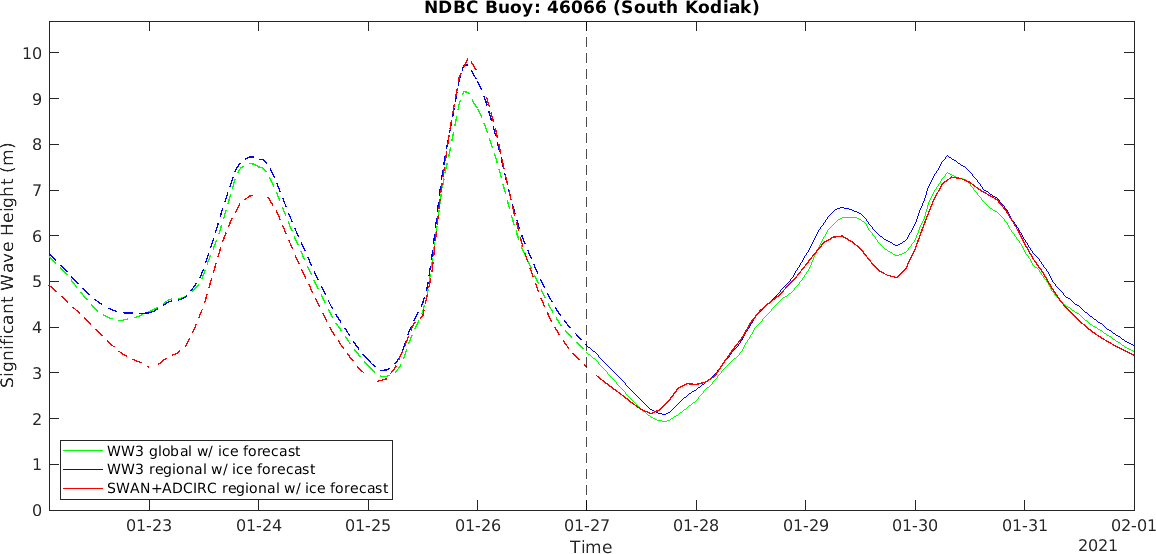 NDBC Buoy: 46066 (South Kodiak)
Significant Wave Height (m)
10
9
8
7
6
5
4
3
2
1
0
WW3 global w/ ice forecast
WW3 regional w/ ice forecast
SWAN+ADCIRC regional w/ ice forecast
01-23 01-24 01-25 01-26 01-27 01-28 01-29 01-30 01-31 02-01
Time
2021